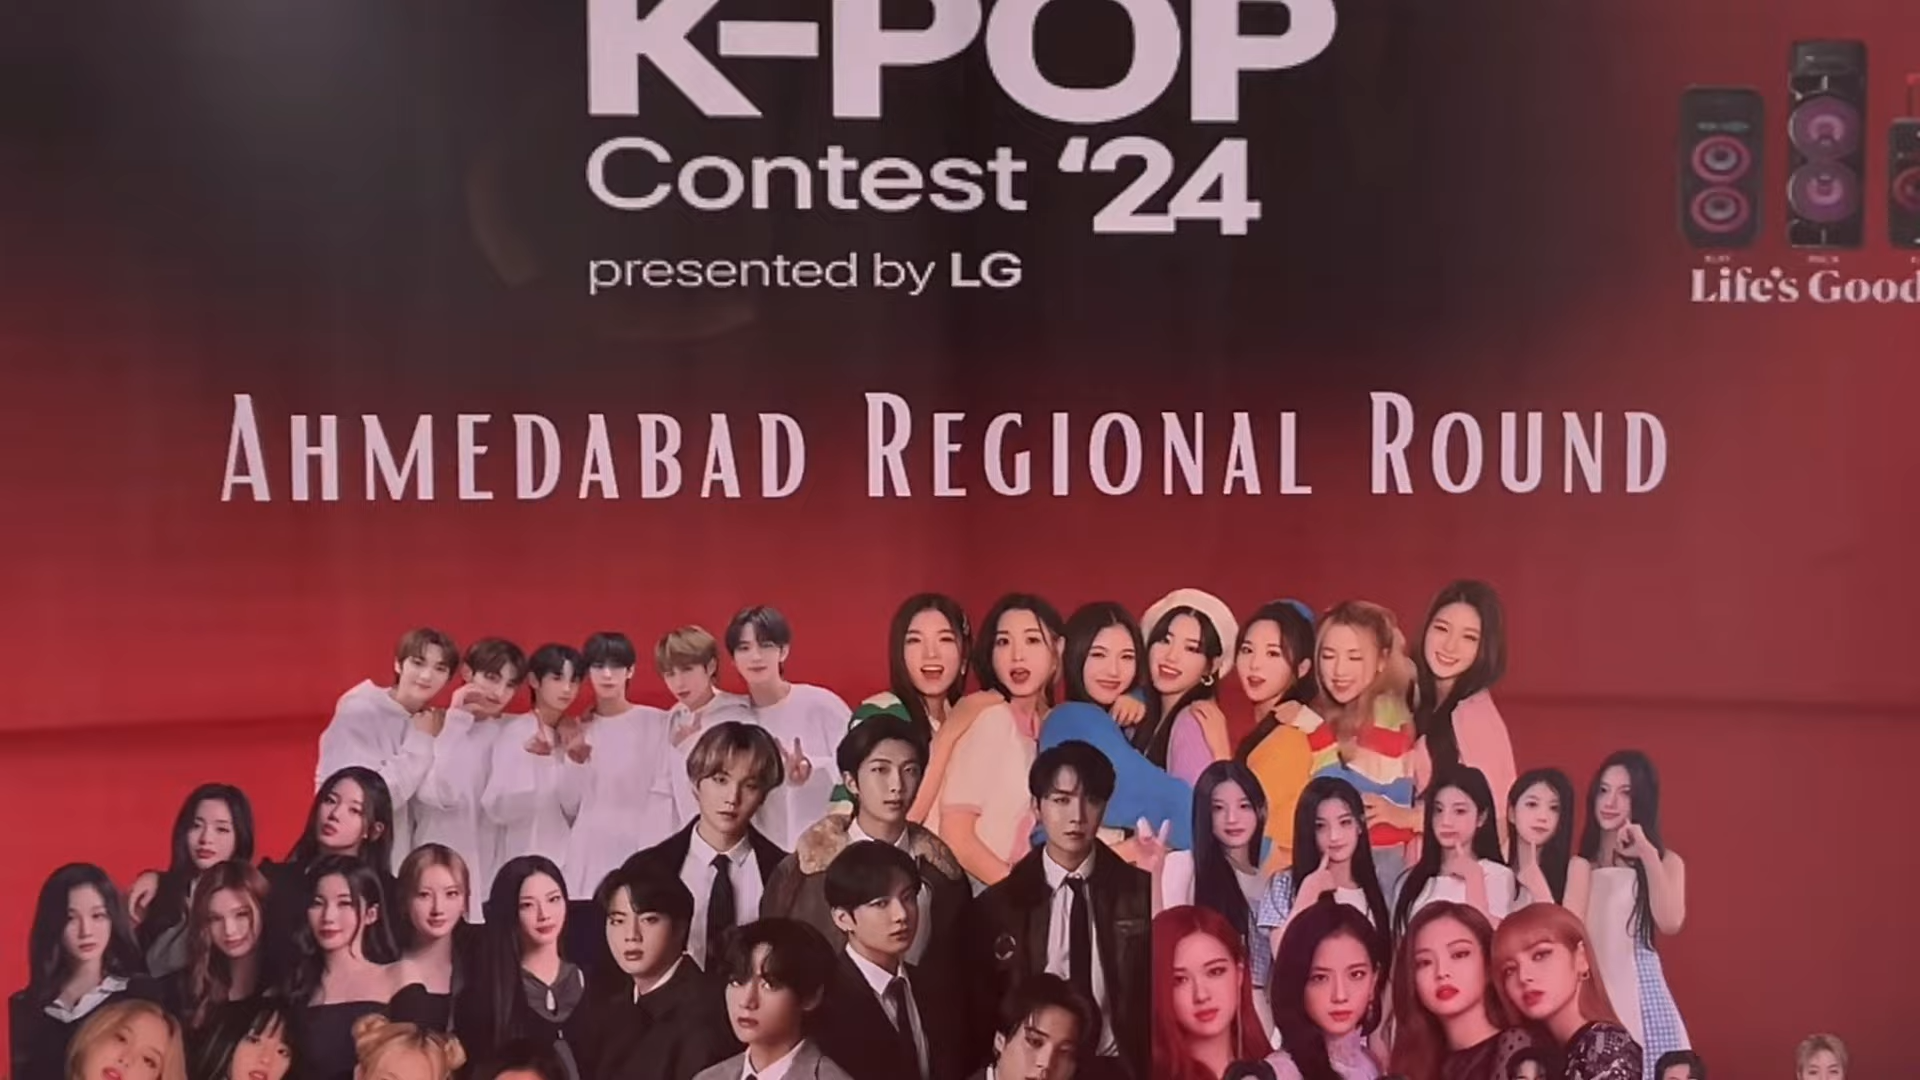 K-POP
Contest ‘24
presented by LG
Life's Good
AHMEDABAD REGIONAL ROUND